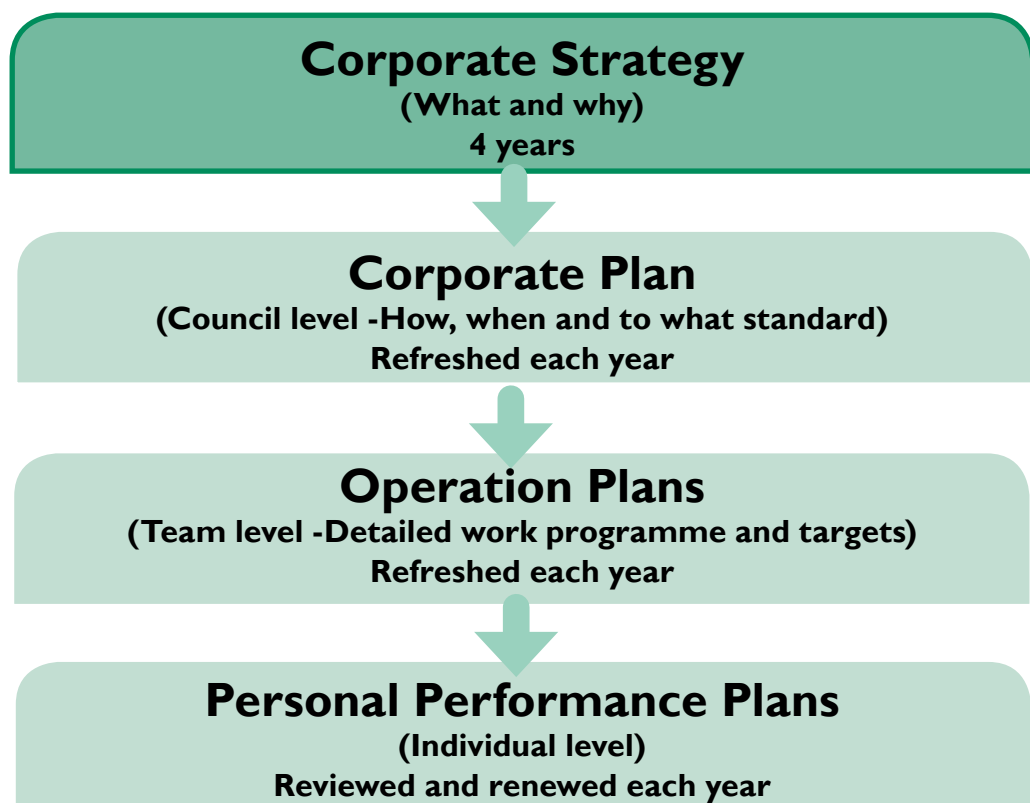 Corporate Strategy
(What and why)
4 years
Corporate Plan
(Council level -How, when and to what standard)
Refreshed each year
Operation Plans
(Team level -Detailed work programme and targets)
Refreshed each year
Personal Performance Plans
(Individual level)
Reviewed and renewed each year